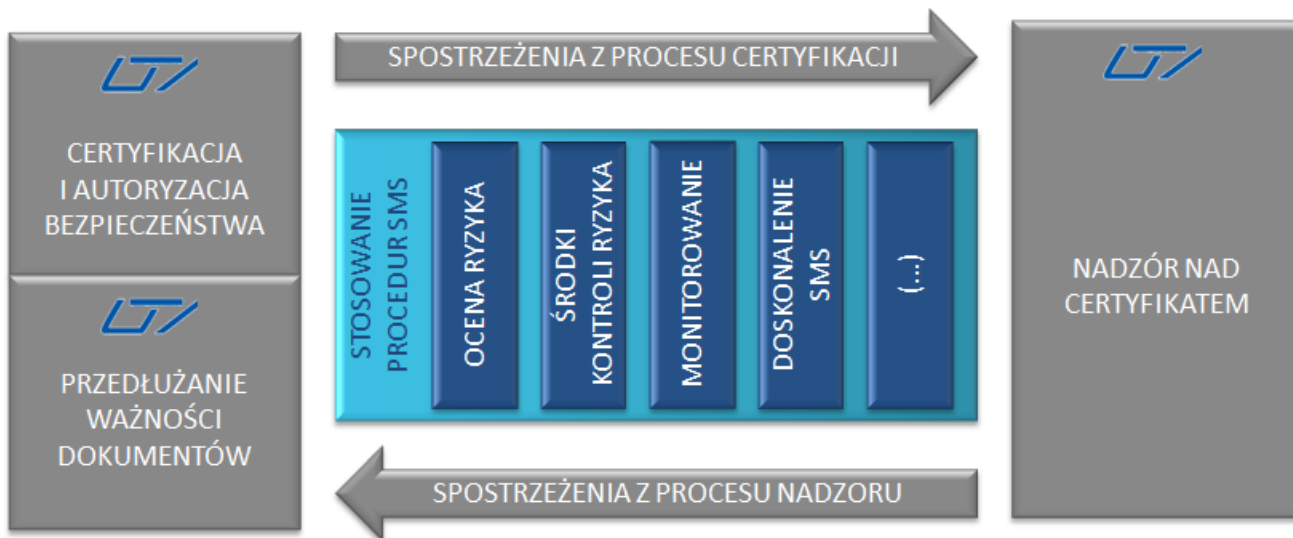 CERTYFIKACJA
I AUTORYZACJA
BEZPIECZEŃSTWA
PRZEDŁUŻANIE
WAŻNOŚCI
DOKUMENTÓW
SPOSTRZEŻENIA Z PROCESU CERTYFIKACJI
STOSOWANIE
PROCEDUR SMS
OCENA RYZYKA
ŚRODKI
KONTROLI RYZYKA
MONITOROWANIE
DOSKONALENIE
SMS
(...)
SPOSTRZEŻENIA Z PROCESU NADZORU
NADZÓR NAD
CERTYFIKATEM